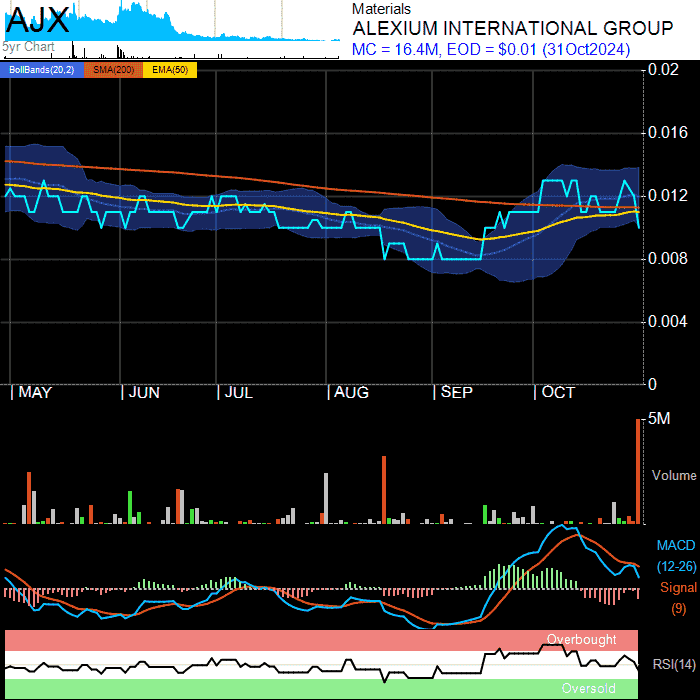 AJX
5yr Chart
Materials
ALEXIUM INTERNATIONAL GROUP
MC = 16.4M, EOD = $0.01 (31Oct2024)
BollBands(20,2) SMA(200) EMA(50)
0.02
0.016
0.012
0.008
0.004
0
MAY JUN JUL AUG SEP OCT
5M
Volume
MACD
(12-26)
Signal
(9)
Overbought
RSI(14)
Oversold